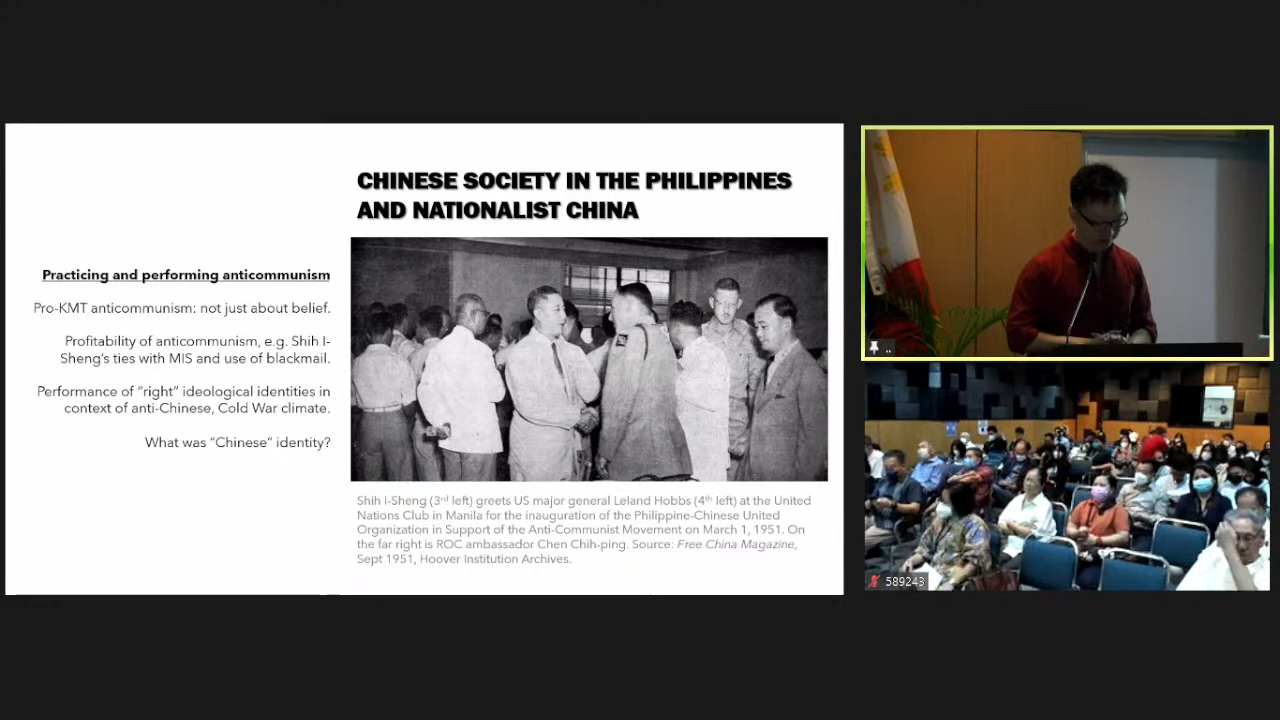 CHINESE SOCIETY IN THE PHILIPPINES
AND NATIONALIST CHINA
Practicing and performing anticommunism
Pro-KMT anticommunism: not just about belief.
Profitability of anticommunism, e.g. Shih I-
Sheng’s ties with MIS and use of blackmail.
Performance of “right” ideological identities in
context of anti-Chinese, Cold War climate.
What was “Chinese” identity?
Shih I-Sheng (3rd left) greets US major general Leland Hobbs (4th left) at the United
Nations Club in Manila for the inauguration of the Philippine-Chinese United
Organization in Support of the Anti-Communist Movement on March 1, 1951. On
the far right is ROC ambassador Chen Chih-ping. Source: Free China Magazine,
Sept 1951, Hoover Institution Archives.
..
589243